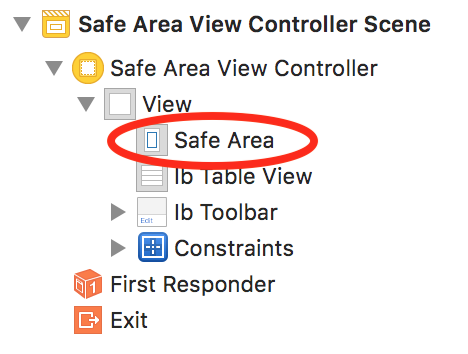 Safe Area View Controller Scene
Safe Area View Controller
View
Safe Area
Ib Table View
Edit Ib Toolbar
Constraints
1 First Responder
Exit